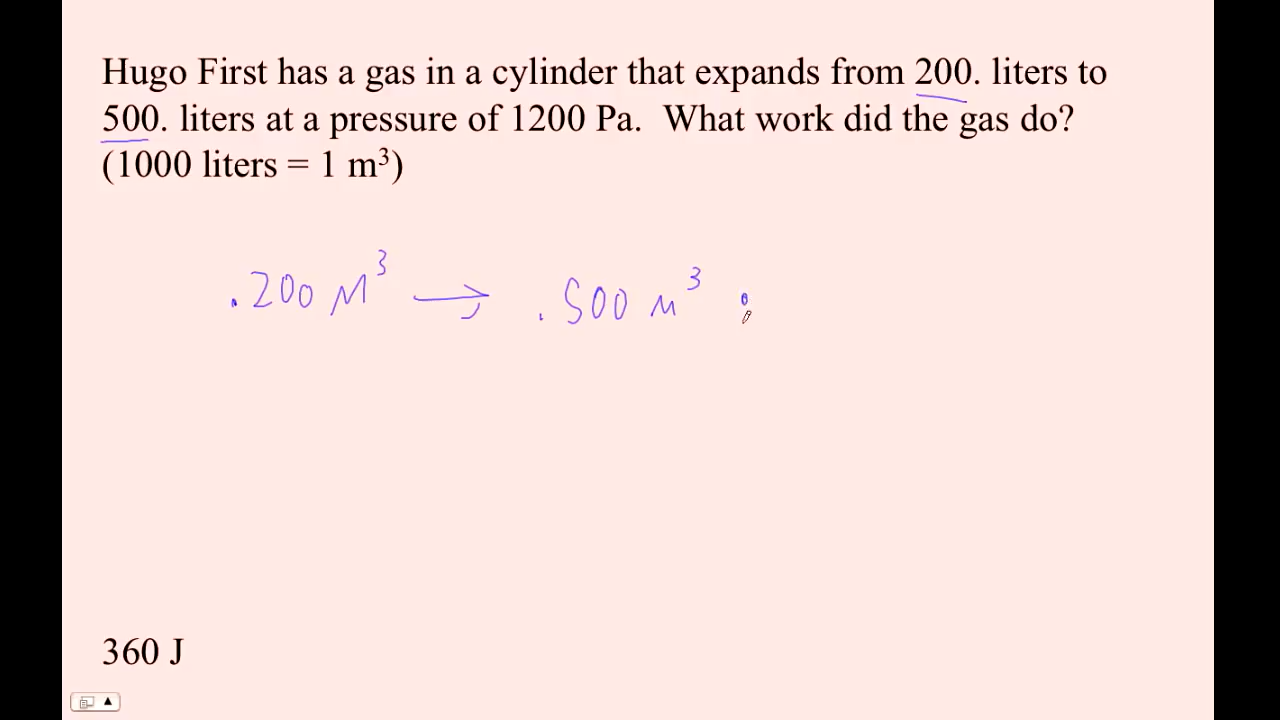 Hugo First has a gas in a cylinder that expands from 200. liters to
500. liters at a pressure of 1200 Pa.  What work did the gas do?
(1000 liters = 1 m³)
.200 M³ → .500 M³
360 J